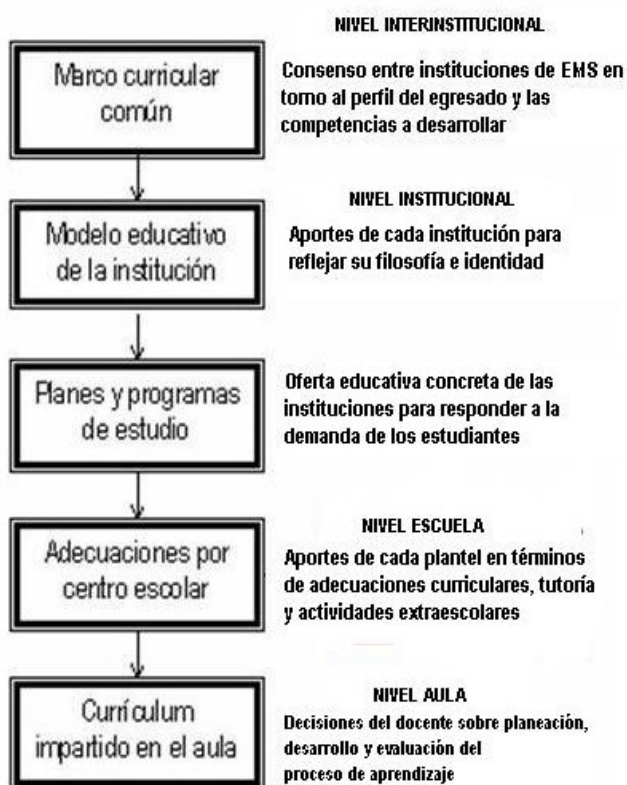 NIVEL INTERINSTITUCIONAL
Marco curricular
común
Consenso entre instituciones de EMS en
torno al perfil del egresado y las
competencias a desarrollar
NIVEL INSTITUCIONAL
Modelo educativo
de la institución
Aportes de cada institución para
reflejar su filosofía e identidad
Planes y programas
de estudio
Oferta educativa concreta de las
instituciones para responder a la
demanda de los estudiantes
NIVEL ESCUELA
Adecuaciones por
centro escolar
Aportes de cada plantel en términos
de adecuaciones curriculares, tutoría
y actividades extraescolares
NIVEL AULA
Currículum
impartido en el aula
Decisiones del docente sobre planeación,
desarrollo y evaluación del
proceso de aprendizaje